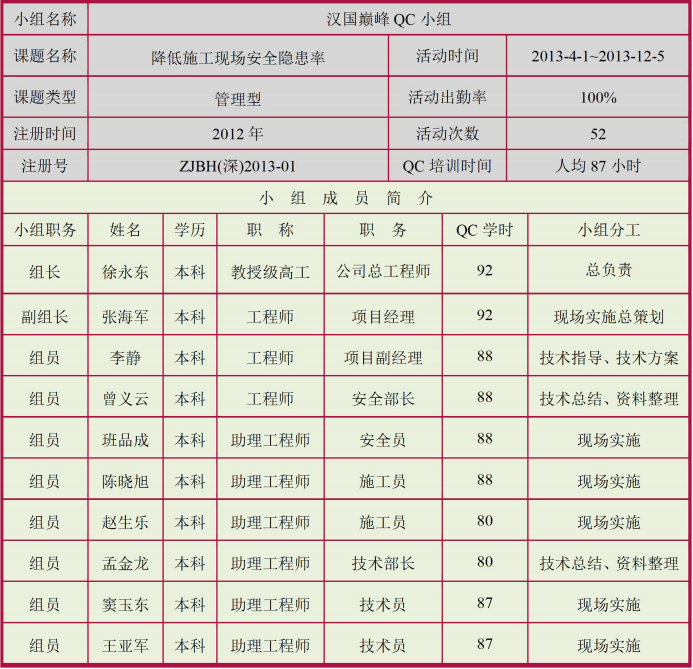 小组名称 汉国巅峰 QC 小组
课题名称 降低施工现场安全隐患率 活动时间 2013-4-1~2013-12-5
课题类型 管理型 活动出勤率 100%
注册时间 2012 年 活动次数 52
注册号 ZJBH(深)2013-01 QC 培训时间 人均 87 小时
小 组 成 员 简 介
小组职务 姓名 学历 职 称 职 务 QC 学时 小组分工
组长 徐永东 本科 教授级高工 公司总工程师 92 总负责
副组长 张海军 本科 工程师 项目经理 92 现场实施总策划
组员 李静 本科 工程师 项目副经理 88 技术指导、技术方案
组员 曾义云 本科 工程师 安全部长 88 技术总结、资料整理
组员 班品成 本科 助理工程师 安全员 88 现场实施
组员 陈晓旭 本科 助理工程师 施工员 88 现场实施
组员 赵生乐 本科 助理工程师 施工员 80 现场实施
组员 孟金龙 本科 助理工程师 技术部长 80 技术总结、资料整理
组员 窦玉东 本科 助理工程师 技术员 87 现场实施
组员 王亚军 本科 助理工程师 技术员 87 现场实施